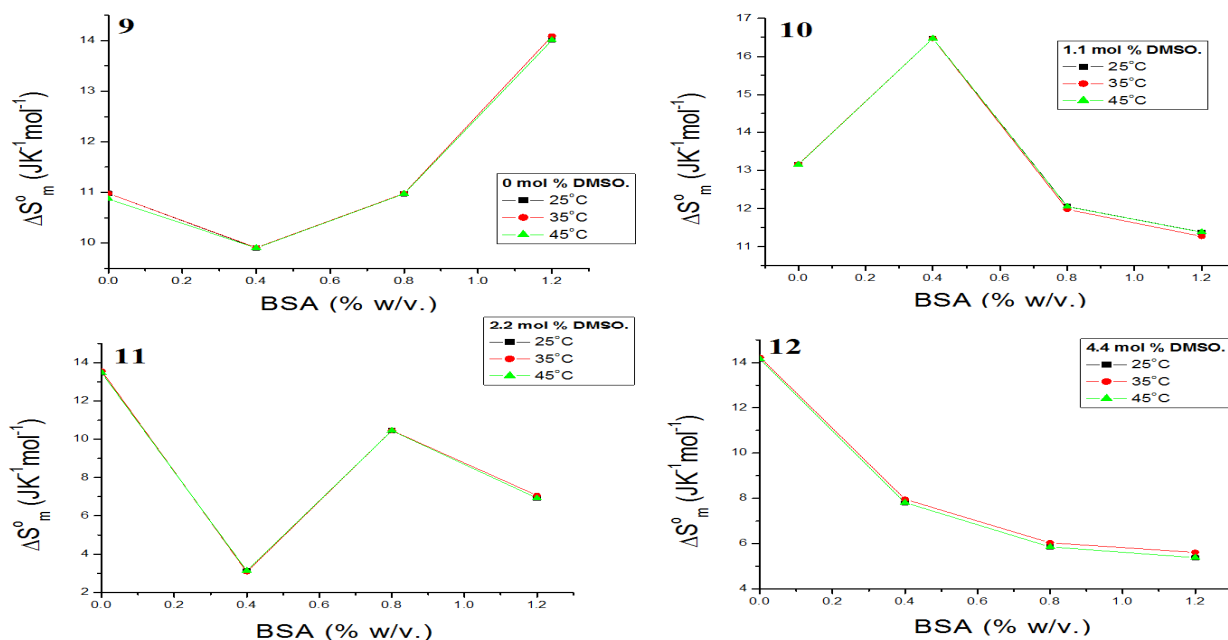 9
14
13
12
11
10
ΔS⁰ₘ (JK⁻¹mol⁻¹)
0 mol % DMSO.
25°C
35°C
45°C
0.0 0.2 0.4 0.6 0.8 1.0 1.2
BSA (% w/v.)
10
17
16
15
14
13
12
11
ΔS⁰ₘ (JK⁻¹mol⁻¹)
1.1 mol % DMSO.
25°C
35°C
45°C
0.0 0.2 0.4 0.6 0.8 1.0 1.2
BSA (% w/v.)
11
14
12
10
8
6
4
2
ΔS⁰ₘ (JK⁻¹mol⁻¹)
2.2 mol % DMSO.
25°C
35°C
45°C
0.0 0.2 0.4 0.6 0.8 1.0 1.2
BSA (% w/v.)
12
14
12
10
8
6
4
ΔS⁰ₘ (JK⁻¹mol⁻¹)
4.4 mol % DMSO.
25°C
35°C
45°C
0.0 0.2 0.4 0.6 0.8 1.0 1.2
BSA (% w/v.)